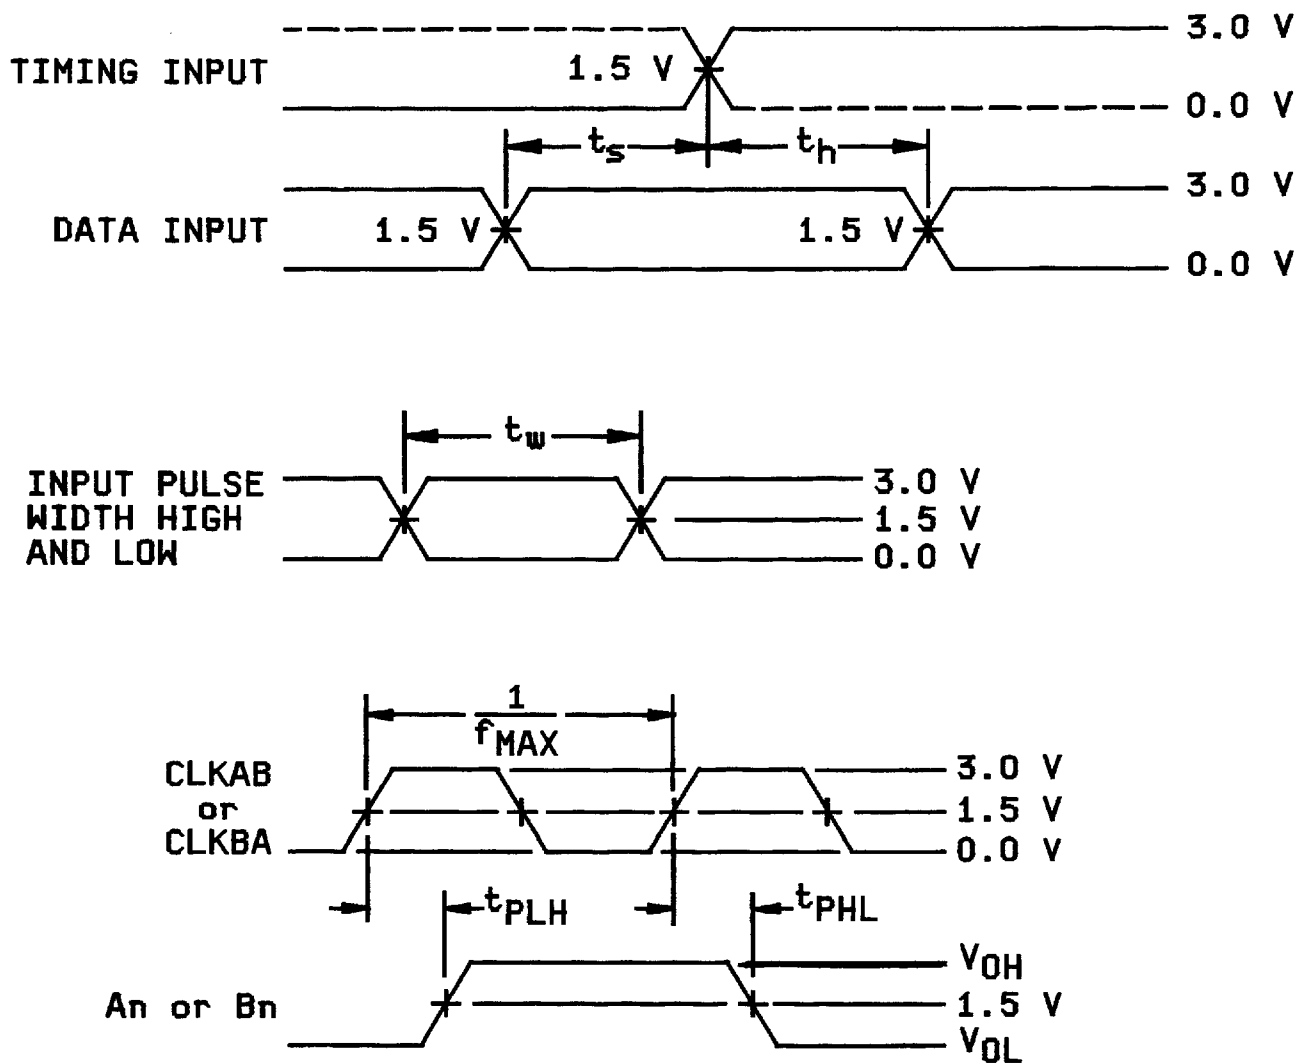 3.0 V
TIMING INPUT
1.5 V
0.0 V
ts
th
3.0 V
DATA INPUT
1.5 V
1.5 V
0.0 V
tw
INPUT PULSE
WIDTH HIGH
AND LOW
3.0 V
1.5 V
0.0 V
1
fMAX
CLKAB
or
CLKBA
3.0 V
1.5 V
0.0 V
tPLH
tPHL
An or Bn
VOH
1.5 V
VOL